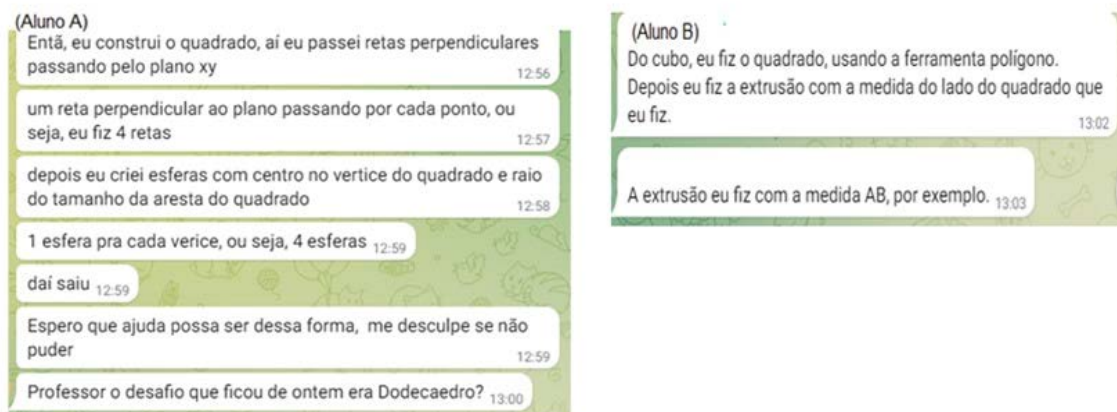 (Aluno A)
Entã, eu construi o quadrado, aí eu passei retas perpendiculares
passando pelo plano xy
12:56
um reta perpendicular ao plano passando por cada ponto, ou
seja, eu fiz 4 retas
12:57
depois eu criei esferas com centro no vertice do quadrado e raio
do tamanho da aresta do quadrado
12:58
1 esfera pra cada verice, ou seja, 4 esferas 12:59
daí saiu 12:59
Espero que ajuda possa ser dessa forma, me desculpe se não
puder
12:59
Professor o desafio que ficou de ontem era Dodecaedro? 13:00
(Aluno B)
Do cubo, eu fiz o quadrado, usando a ferramenta polígono.
Depois eu fiz a extrusão com a medida do lado do quadrado que
eu fiz.
13:02
A extrusão eu fiz com a medida AB, por exemplo. 13:03